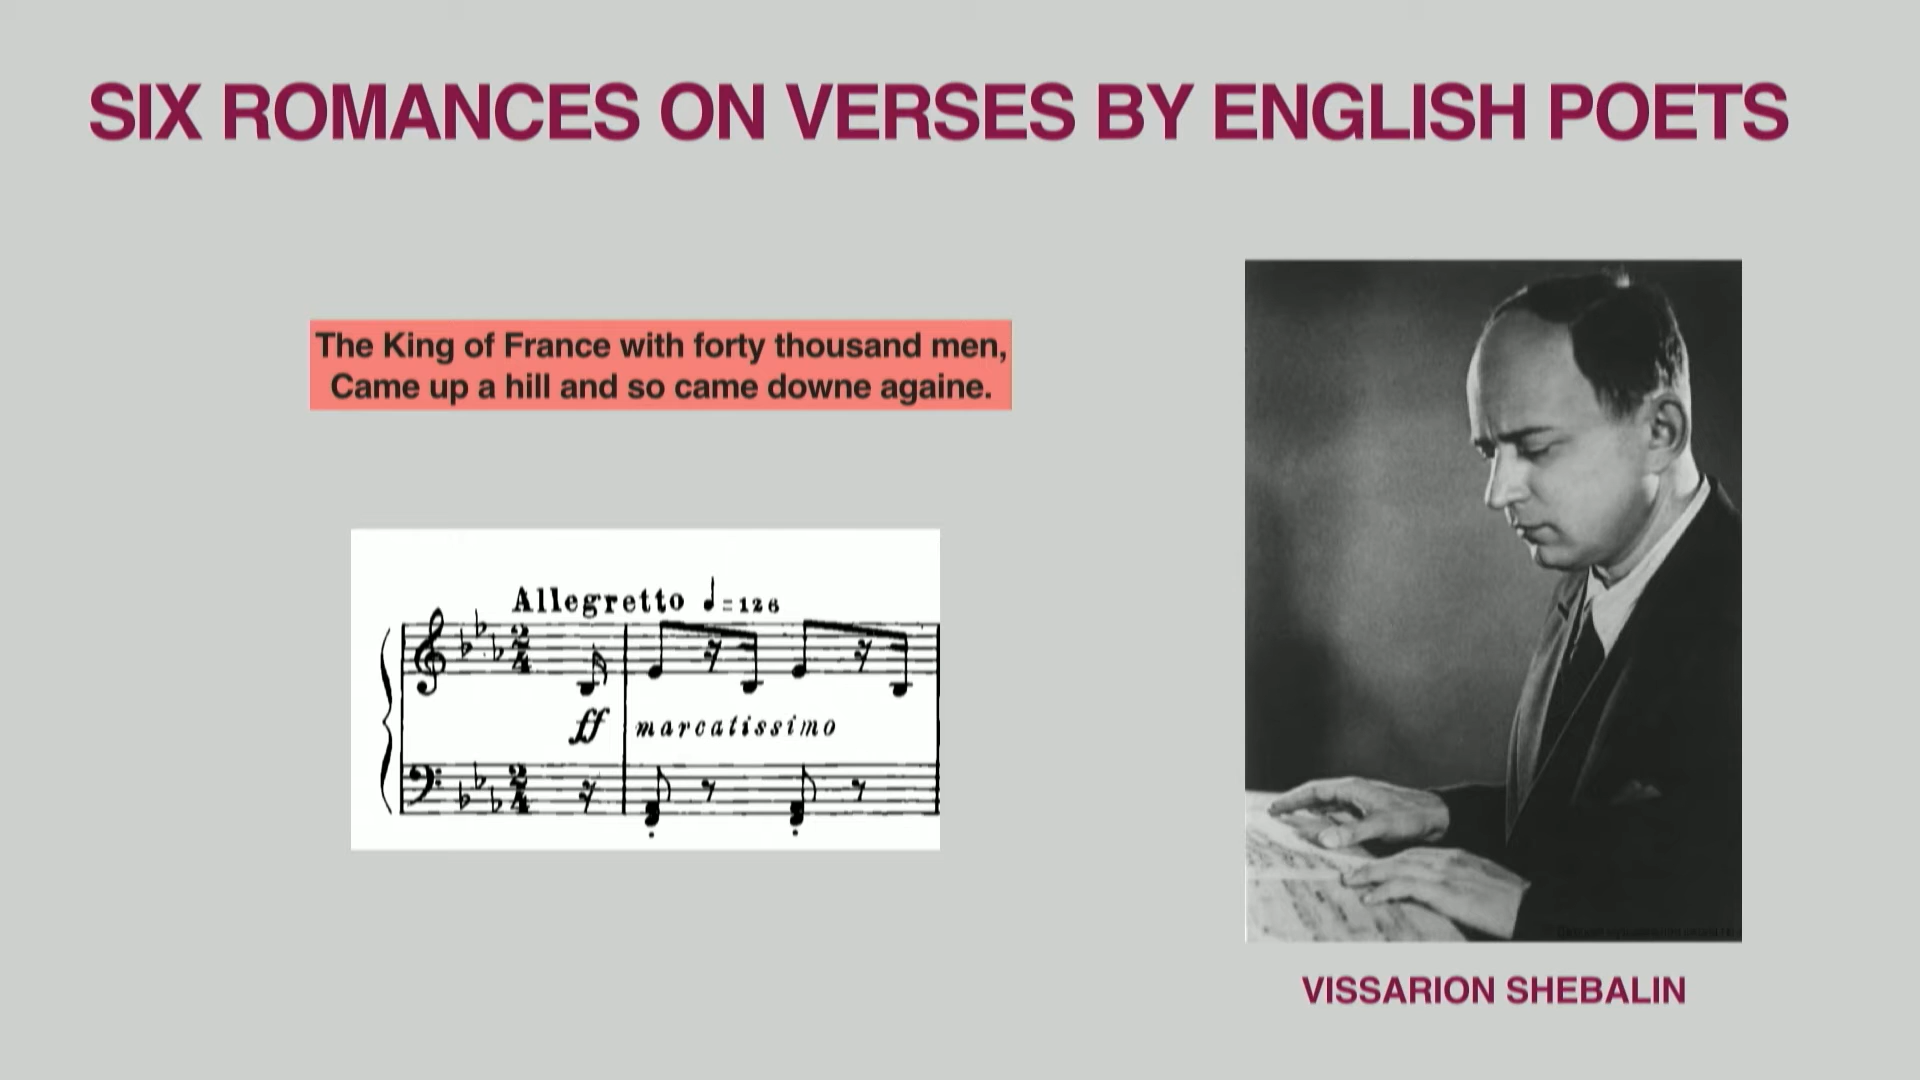 SIX ROMANCES ON VERSES BY ENGLISH POETS
The King of France with forty thousand men,
Came up a hill and so came downe againe.
Allegretto ♩=126
ff marcatissimo
VISSARION SHEBALIN